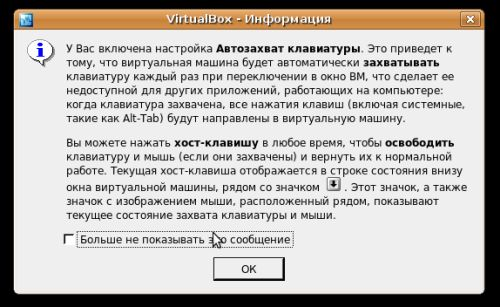 VirtualBox - Информация
У Вас включена настройка Автозахват клавиатуры. Это приведет к
тому, что виртуальная машина будет автоматически захватывать
клавиатуру каждый раз при переключении в окно ВМ, что сделает ее
недоступной для других приложений, работающих на компьютере:
когда клавиатура захвачена, все нажатия клавиш (включая системные,
такие как Alt-Tab) будут направлены в виртуальную машину.
Вы можете нажать хост-клавишу в любое время, чтобы освободить
клавиатуру и мышь (если они захвачены) и вернуть их к нормальной
работе. Текущая хост-клавиша отображается в строке состояния внизу
окна виртуальной машины, рядом со значком . Этот значок, а также
значок с изображением мыши, расположенный рядом, показывают
текущее состояние захвата клавиатуры и мыши.
Больше не показывать это сообщение
OK